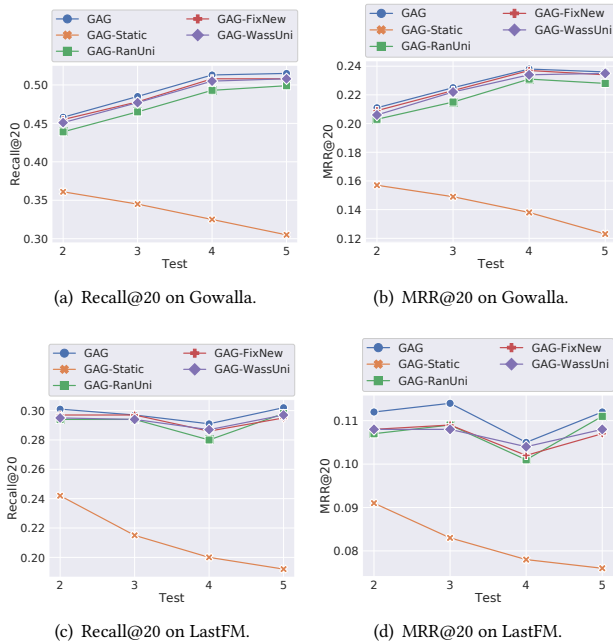 GAG GAG-FixNew
GAG-Static GAG-WassUni
GAG-RanUni
0.50
0.45
0.40
0.35
0.30
Recall@20
2 3 4 5
Test
(a) Recall@20 on Gowalla.
GAG GAG-FixNew
GAG-Static GAG-WassUni
GAG-RanUni
0.24
0.22
0.20
0.18
0.16
0.14
0.12
MRR@20
2 3 4 5
Test
(b) MRR@20 on Gowalla.
GAG GAG-FixNew
GAG-Static GAG-WassUni
GAG-RanUni
0.30
0.28
0.26
0.24
0.22
0.20
Recall@20
2 3 4 5
Test
(c) Recall@20 on LastFM.
GAG GAG-FixNew
GAG-Static GAG-WassUni
GAG-RanUni
0.11
0.10
0.09
0.08
MRR@20
2 3 4 5
Test
(d) MRR@20 on LastFM.